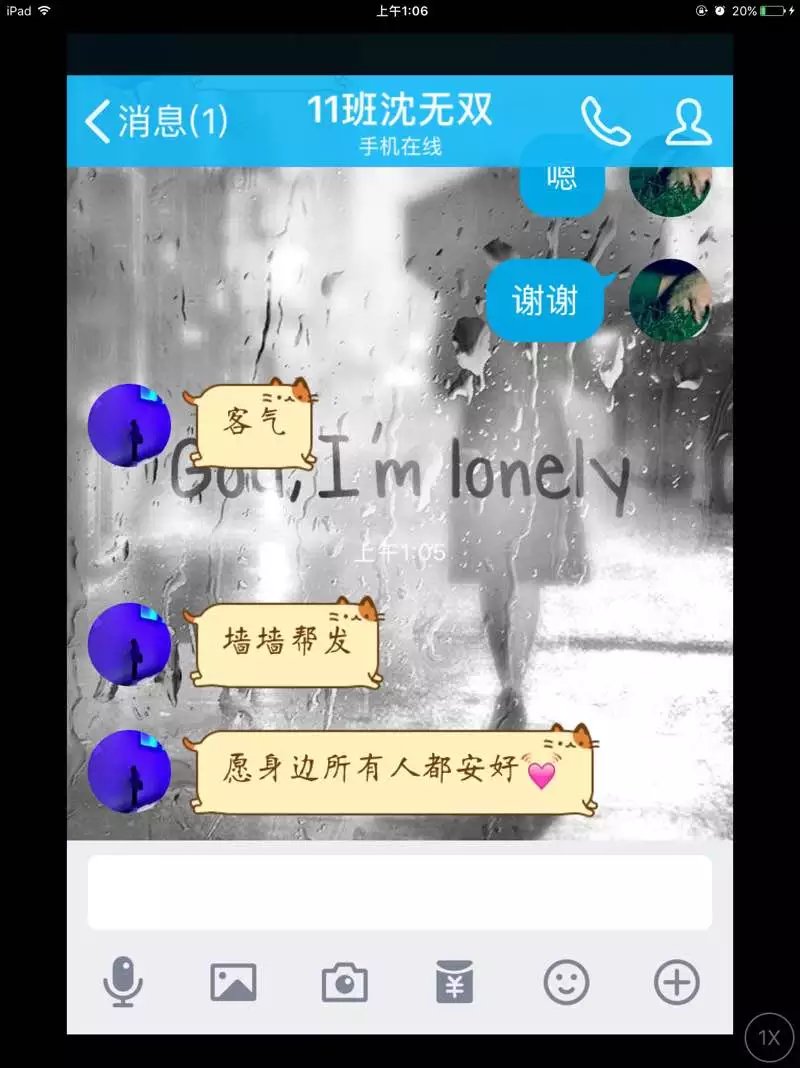 iPad 上午1:06 20%
消息(1) 11班沈无双
手机在线
嗯
谢谢
客气
God, I'm lonely
上午1:05
墙墙帮发
愿身边所有人都安好💓
¥
1X